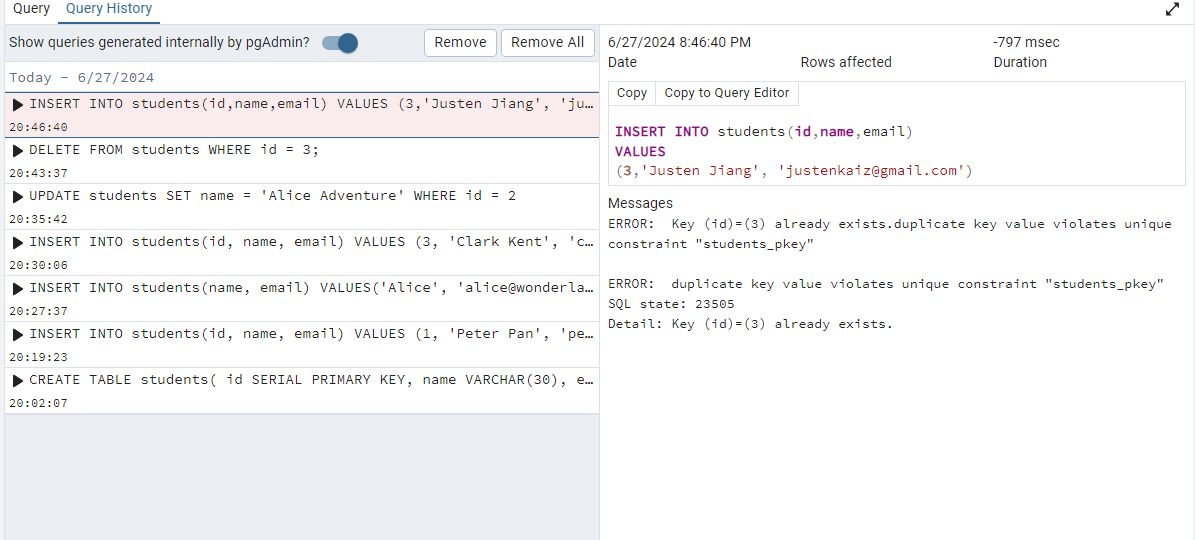 Query Query History
Show queries generated internally by pgAdmin? Remove Remove All
Today - 6/27/2024
INSERT INTO students(id,name,email) VALUES (3,'Justen Jiang', 'ju…
20:46:40
DELETE FROM students WHERE id = 3;
20:43:37
UPDATE students SET name = 'Alice Adventure' WHERE id = 2
20:35:42
INSERT INTO students(id, name, email) VALUES (3, 'Clark Kent', 'c…
20:30:06
INSERT INTO students(name, email) VALUES('Alice', 'alice@wonderla…
20:27:37
INSERT INTO students(id, name, email) VALUES (1, 'Peter Pan', 'pe…
20:19:23
CREATE TABLE students( id SERIAL PRIMARY KEY, name VARCHAR(30), e…
20:02:07
6/27/2024 8:46:40 PM -797 msec
Date Rows affected Duration
Copy Copy to Query Editor
INSERT INTO students(id,name,email)
VALUES
(3,'Justen Jiang', 'justenkaiz@gmail.com')
Messages
ERROR:  Key (id)=(3) already exists.duplicate key value violates unique
constraint "students_pkey"
ERROR:  duplicate key value violates unique constraint "students_pkey"
SQL state: 23505
Detail: Key (id)=(3) already exists.